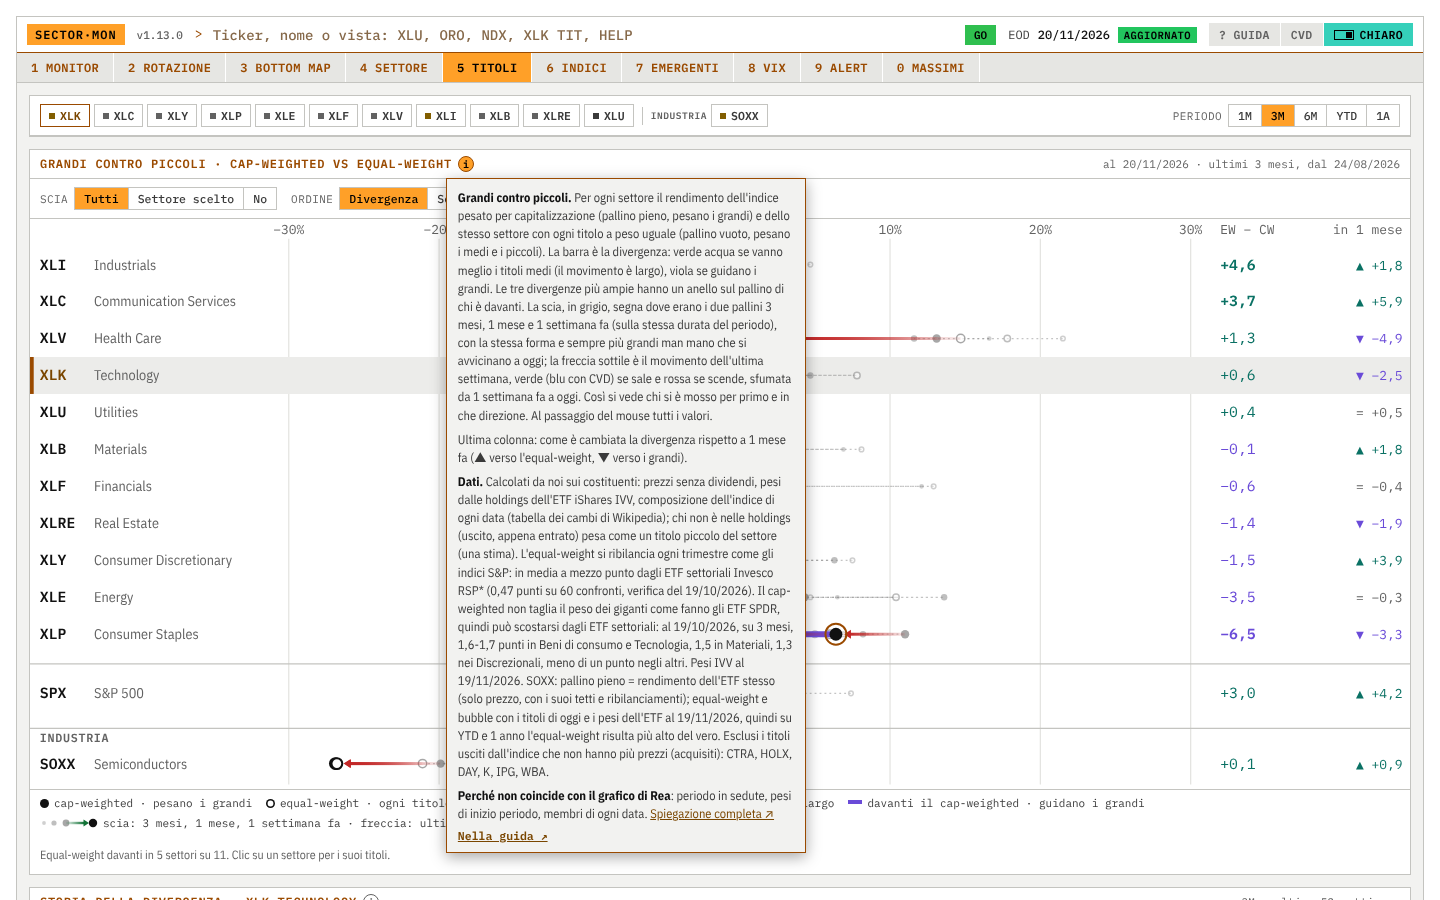 SECTOR·MON v1.13.0 > Ticker, nome o vista: XLU, ORO, NDX, XLK TIT, HELP GO EOD 20/11/2026 AGGIORNATO ? GUIDA CVD CHIARO
1 MONITOR 2 ROTAZIONE 3 BOTTOM MAP 4 SETTORE 5 TITOLI 6 INDICI 7 EMERGENTI 8 VIX 9 ALERT 0 MASSIMI
XLK XLC XLY XLP XLE XLF XLV XLI XLB XLRE XLU INDUSTRIA SOXX PERIODO 1M 3M 6M YTD 1A
GRANDI CONTRO PICCOLI · CAP-WEIGHTED VS EQUAL-WEIGHT i al 20/11/2026 · ultimi 3 mesi, dal 24/08/2026
SCIA Tutti Settore scelto No ORDINE Divergenza
−30% −20 10% 20% 30% EW − CW in 1 mese
XLI Industrials +4,6 ▲ +1,8
XLC Communication Services +3,7 ▲ +5,9
XLV Health Care +1,3 ▼ −4,9
XLK Technology +0,6 ▼ −2,5
XLU Utilities +0,4 = +0,5
XLB Materials −0,1 ▲ +1,8
XLF Financials −0,6 = −0,4
XLRE Real Estate −1,4 ▼ −1,9
XLY Consumer Discretionary −1,5 ▲ +3,9
XLE Energy −3,5 = −0,3
XLP Consumer Staples −6,5 ▼ −3,3
SPX S&P 500 +3,0 ▲ +4,2
INDUSTRIA
SOXX Semiconductors +0,1 ▲ +0,9
Grandi contro piccoli. Per ogni settore il rendimento dell'indice
pesato per capitalizzazione (pallino pieno, pesano i grandi) e dello
stesso settore con ogni titolo a peso uguale (pallino vuoto, pesano
i medi e i piccoli). La barra è la divergenza: verde acqua se vanno
meglio i titoli medi (il movimento è largo), viola se guidano i
grandi. Le tre divergenze più ampie hanno un anello sul pallino di
chi è davanti. La scia, in grigio, segna dove erano i due pallini 3
mesi, 1 mese e 1 settimana fa (sulla stessa durata del periodo),
con la stessa forma e sempre più grandi man mano che si
avvicinano a oggi; la freccia sottile è il movimento dell'ultima
settimana, verde (blu con CVD) se sale e rossa se scende, sfumata
da 1 settimana fa a oggi. Così si vede chi si è mosso per primo e in
che direzione. Al passaggio del mouse tutti i valori.
Ultima colonna: come è cambiata la divergenza rispetto a 1 mese
fa (▲ verso l'equal-weight, ▼ verso i grandi).
Dati. Calcolati da noi sui costituenti: prezzi senza dividendi, pesi
dalle holdings dell'ETF iShares IVV, composizione dell'indice di
ogni data (tabella dei cambi di Wikipedia); chi non è nelle holdings
(uscito, appena entrato) pesa come un titolo piccolo del settore
(una stima). L'equal-weight si ribilancia ogni trimestre come gli
indici S&P: in media a mezzo punto dagli ETF settoriali Invesco
RSP* (0,47 punti su 60 confronti, verifica del 19/10/2026). Il cap-
weighted non taglia il peso dei giganti come fanno gli ETF SPDR,
quindi può scostarsi dagli ETF settoriali: al 19/10/2026, su 3 mesi,
1,6-1,7 punti in Beni di consumo e Tecnologia, 1,5 in Materiali, 1,3
nei Discrezionali, meno di un punto negli altri. Pesi IVV al
19/11/2026. SOXX: pallino pieno = rendimento dell'ETF stesso
(solo prezzo, con i suoi tetti e ribilanciamenti); equal-weight e
bubble con i titoli di oggi e i pesi dell'ETF al 19/11/2026, quindi su
YTD e 1 anno l'equal-weight risulta più alto del vero. Esclusi i titoli
usciti dall'indice che non hanno più prezzi (acquisiti): CTRA, HOLX,
DAY, K, IPG, WBA.
Perché non coincide con il grafico di Rea: periodo in sedute, pesi
di inizio periodo, membri di ogni data. Spiegazione completa ↗
Nella guida ↗
cap-weighted · pesano i grandi equal-weight · ogni davanti il cap-weighted · guidano i grandi
scia: 3 mesi, 1 mese, 1 settimana fa · freccia:
Equal-weight davanti in 5 settori su 11. Clic su un settore per i suoi titoli.